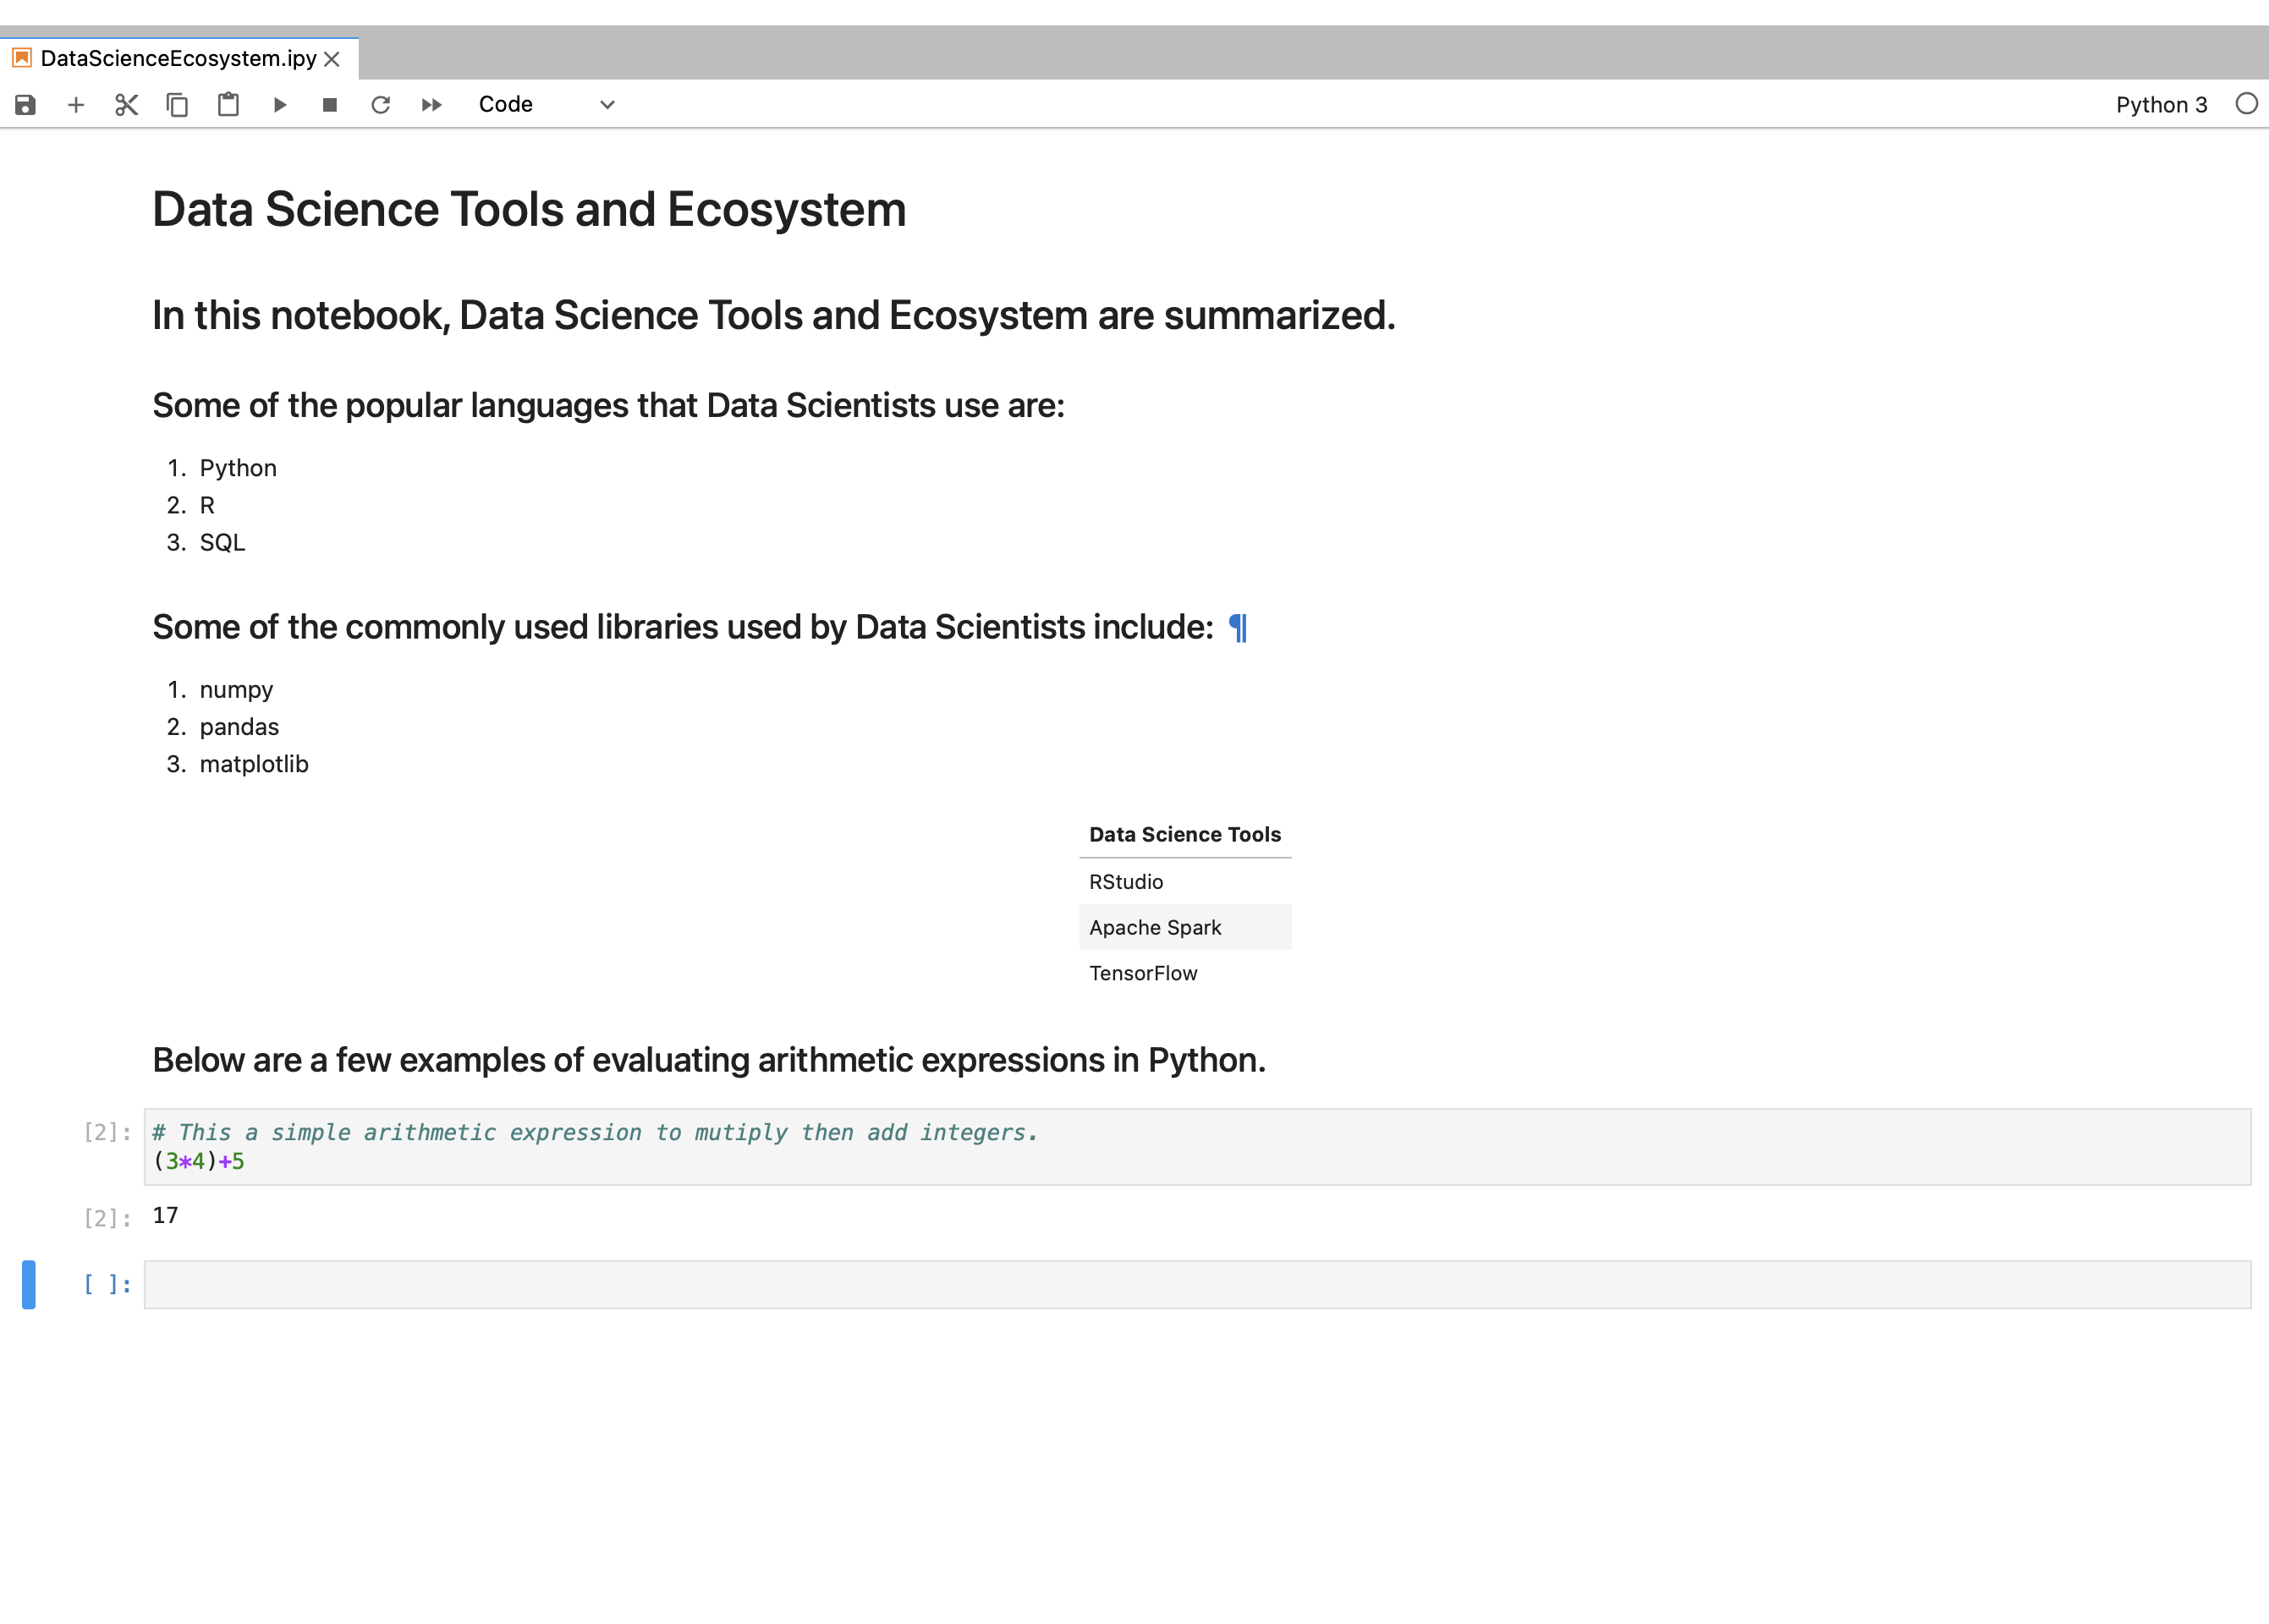 DataScienceEcosystem.ipy
Code
Python 3
Data Science Tools and Ecosystem
In this notebook, Data Science Tools and Ecosystem are summarized.
Some of the popular languages that Data Scientists use are:
1. Python
2. R
3. SQL
Some of the commonly used libraries used by Data Scientists include: ¶
1. numpy
2. pandas
3. matplotlib
Data Science Tools
RStudio
Apache Spark
TensorFlow
Below are a few examples of evaluating arithmetic expressions in Python.
[2]: # This a simple arithmetic expression to mutiply then add integers.
(3*4)+5
[2]: 17
[ ]: